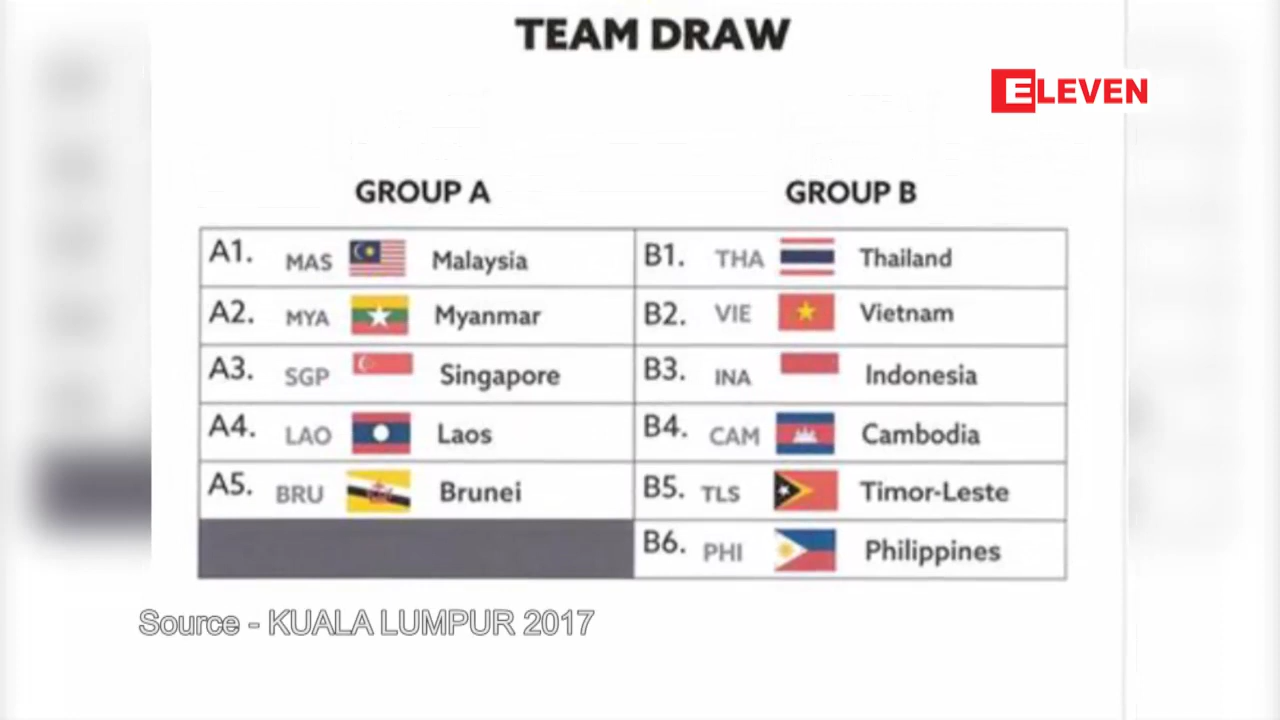 TEAM DRAW
ELEVEN
GROUP A GROUP B
A1. MAS Malaysia B1. THA Thailand
A2. MYA Myanmar B2. VIE Vietnam
A3. SGP Singapore B3. INA Indonesia
A4. LAO Laos B4. CAM Cambodia
A5. BRU Brunei B5. TLS Timor-Leste
B6. PHI Philippines
Source - KUALA LUMPUR 2017